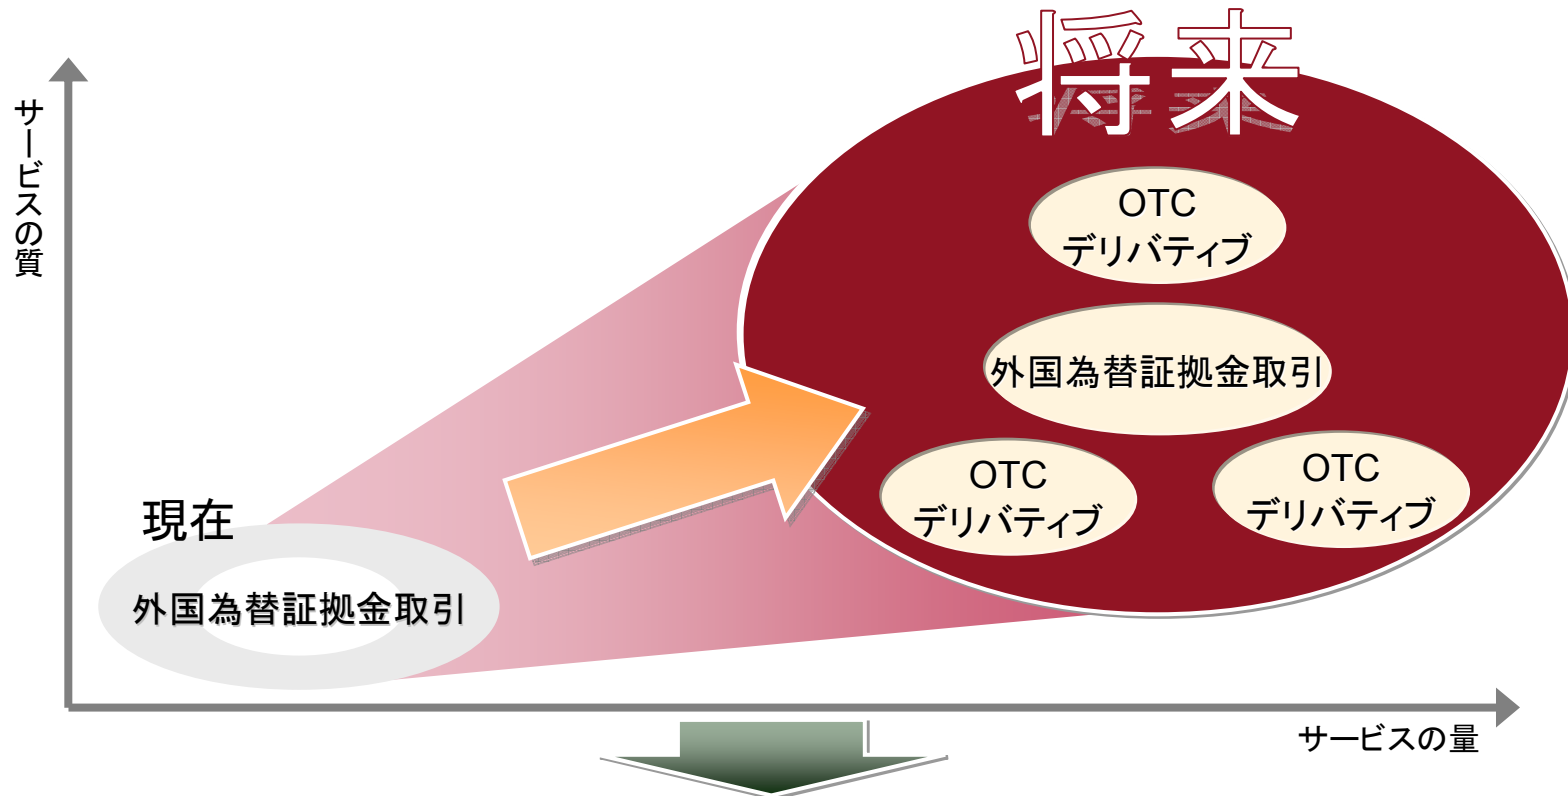 将来
サービスの質
OTC
デリバティブ
外国為替証拠金取引
OTC
デリバティブ
OTC
デリバティブ
現在
外国為替証拠金取引
サービスの量